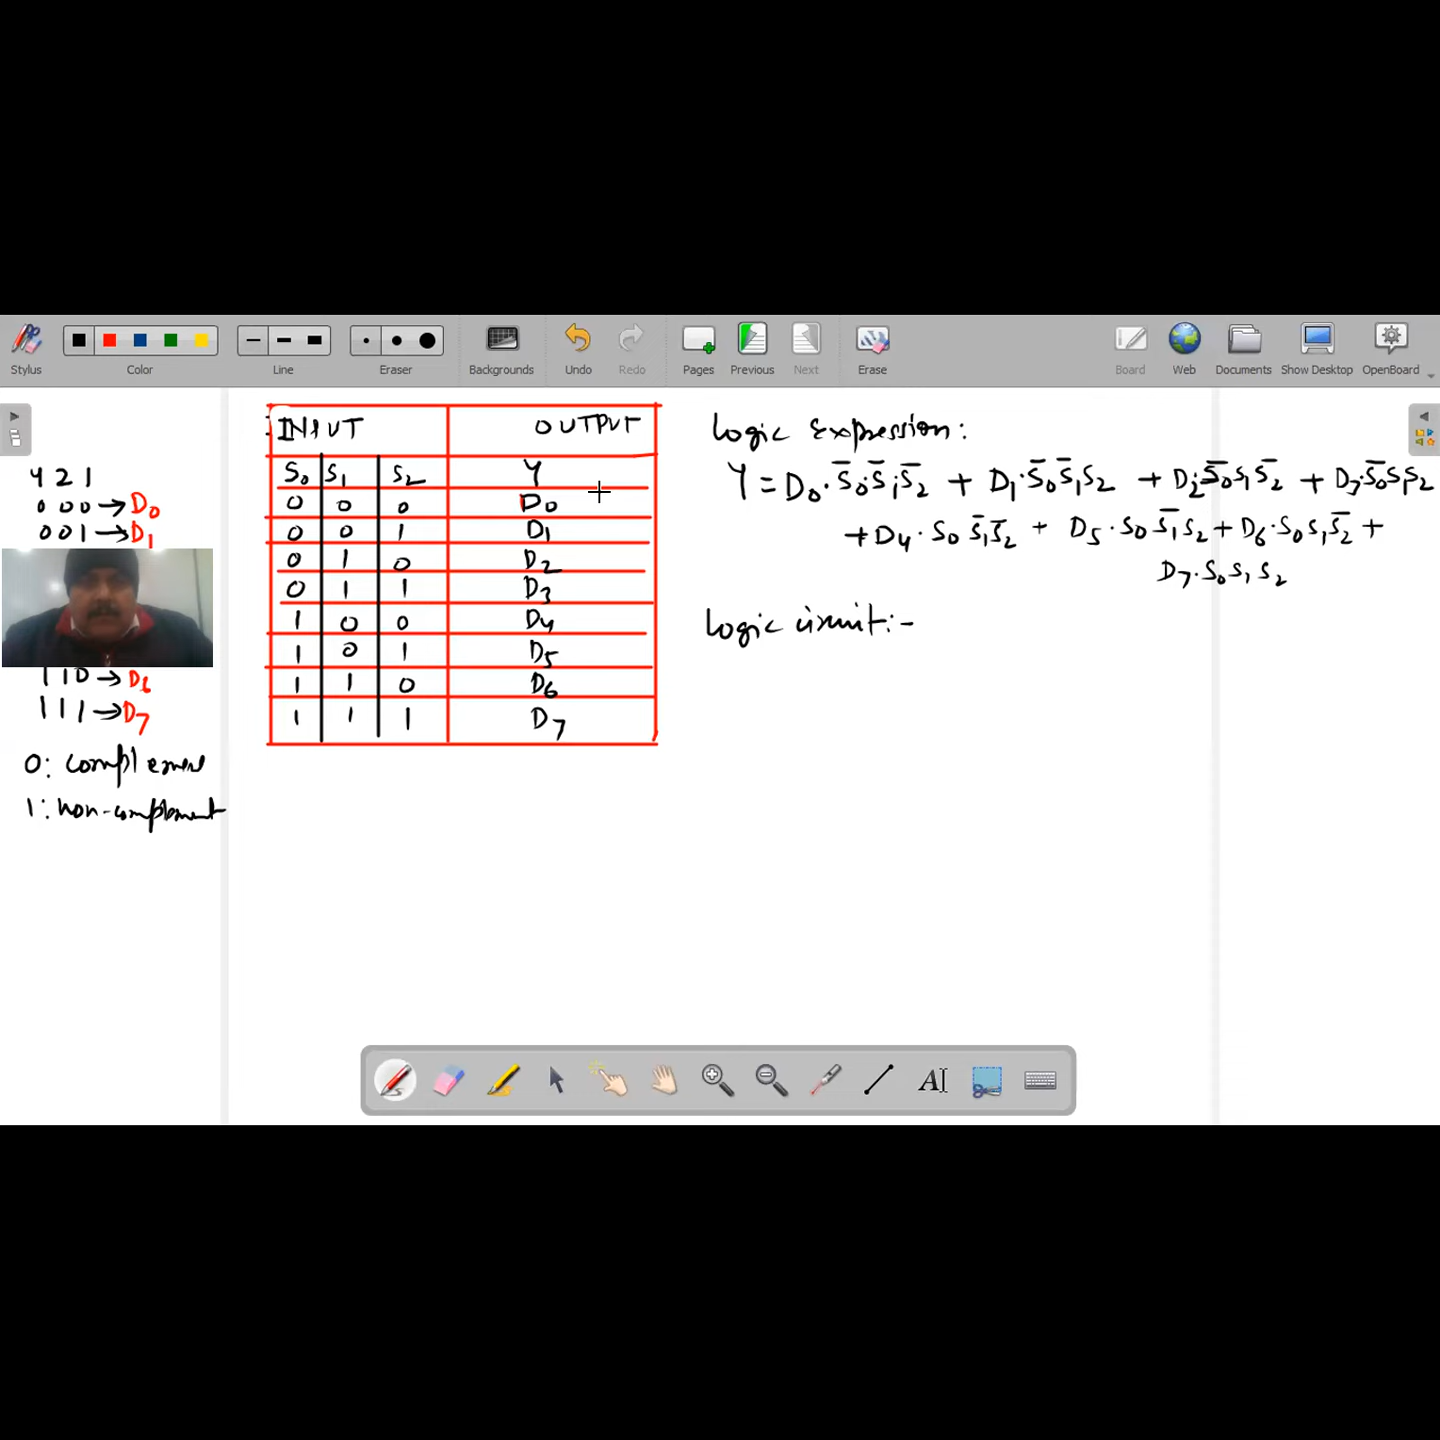 Stylus Color Line Eraser Backgrounds Undo Redo Pages Previous Next Erase Board Web Documents Show Desktop OpenBoard
4 2 1
0 0 0 → D0
0 0 1 → D1
1 1 0 → D6
1 1 1 → D7
0: complement
1: non-complement
INPUT OUTPUT
S0 S1 S2 Y
0 0 0 D0
0 0 1 D1
0 1 0 D2
0 1 1 D3
1 0 0 D4
1 0 1 D5
1 1 0 D6
1 1 1 D7
Logic Expression:
Y = D0·S̅0·S̅1S̅2 + D1·S̅0S̅1S2 + D2·S̅0S1S̅2 + D3·S̅0S1S2
+ D4·S0S̅1S̅2 + D5·S0S̅1S2 + D6·S0S1S̅2 +
D7·S0S1S2
Logic circuit:-
AI